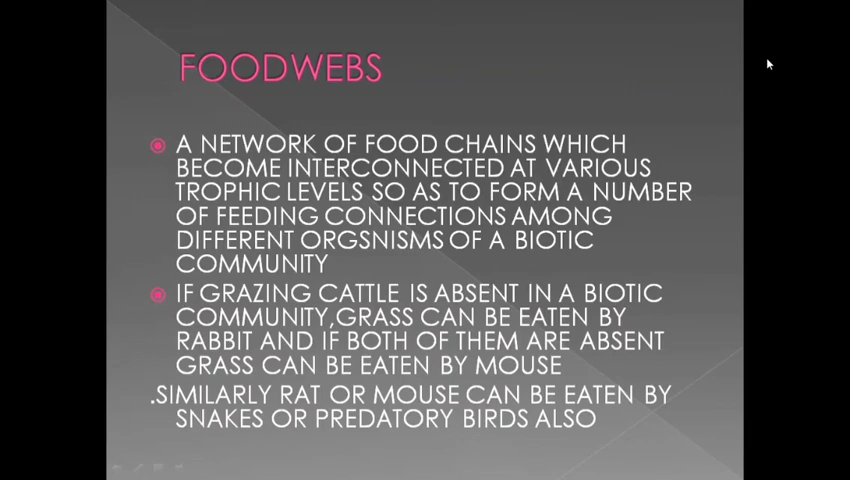 FOODWEBS
A NETWORK OF FOOD CHAINS WHICH
BECOME INTERCONNECTED AT VARIOUS
TROPHIC LEVELS SO AS TO FORM A NUMBER
OF FEEDING CONNECTIONS AMONG
DIFFERENT ORGSNISMS OF A BIOTIC
COMMUNITY
IF GRAZING CATTLE IS ABSENT IN A BIOTIC
COMMUNITY,GRASS CAN BE EATEN BY
RABBIT AND IF BOTH OF THEM ARE ABSENT
GRASS CAN BE EATEN BY MOUSE
.SIMILARLY RAT OR MOUSE CAN BE EATEN BY
SNAKES OR PREDATORY BIRDS ALSO